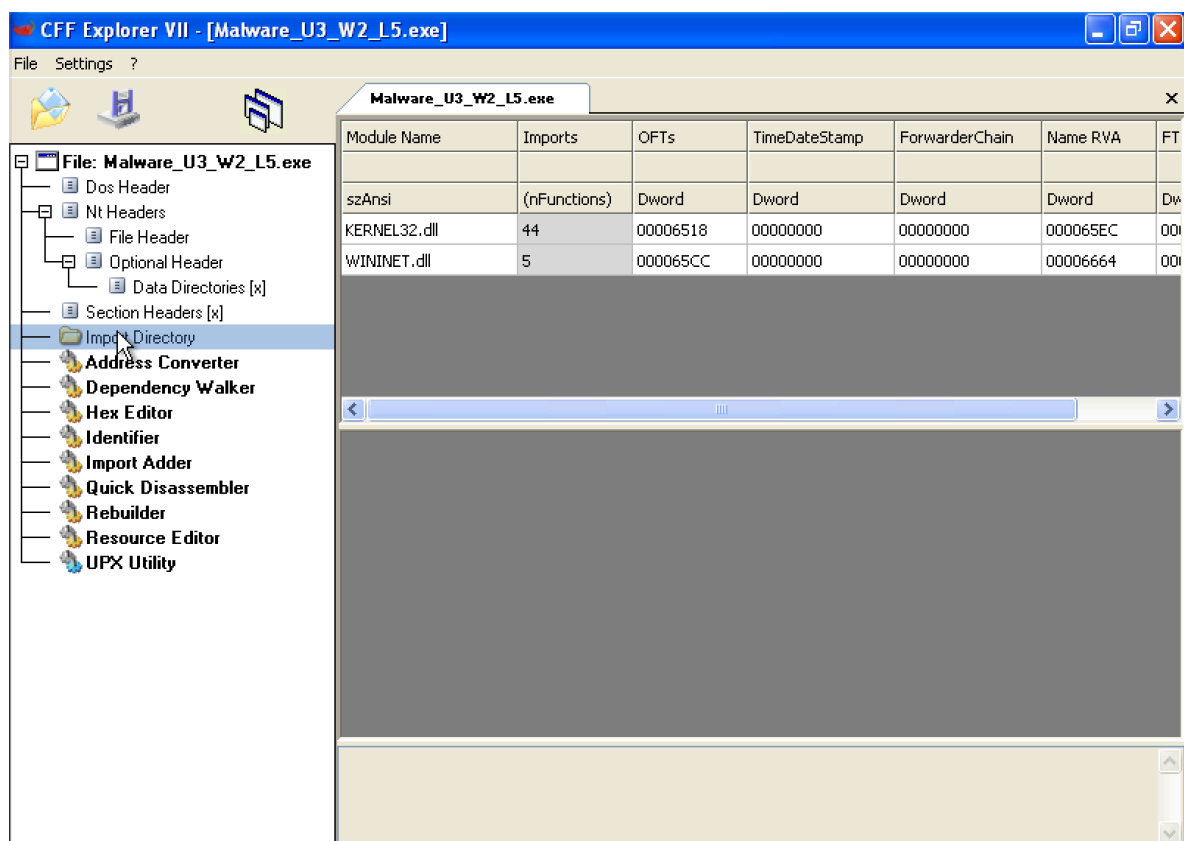 CFF Explorer VII - [Malware_U3_W2_L5.exe]
File Settings ?
Malware_U3_W2_L5.exe
Module Name Imports OFTs TimeDateStamp ForwarderChain Name RVA FT
szAnsi (nFunctions) Dword Dword Dword Dword
KERNEL32.dll 44 00006518 00000000 00000000 000065EC
WININET.dll 5 000065CC 00000000 00000000 00006664
File: Malware_U3_W2_L5.exe
Dos Header
Nt Headers
File Header
Optional Header
Data Directories [x]
Section Headers [x]
Import Directory
Address Converter
Dependency Walker
Hex Editor
Identifier
Import Adder
Quick Disassembler
Rebuilder
Resource Editor
UPX Utility